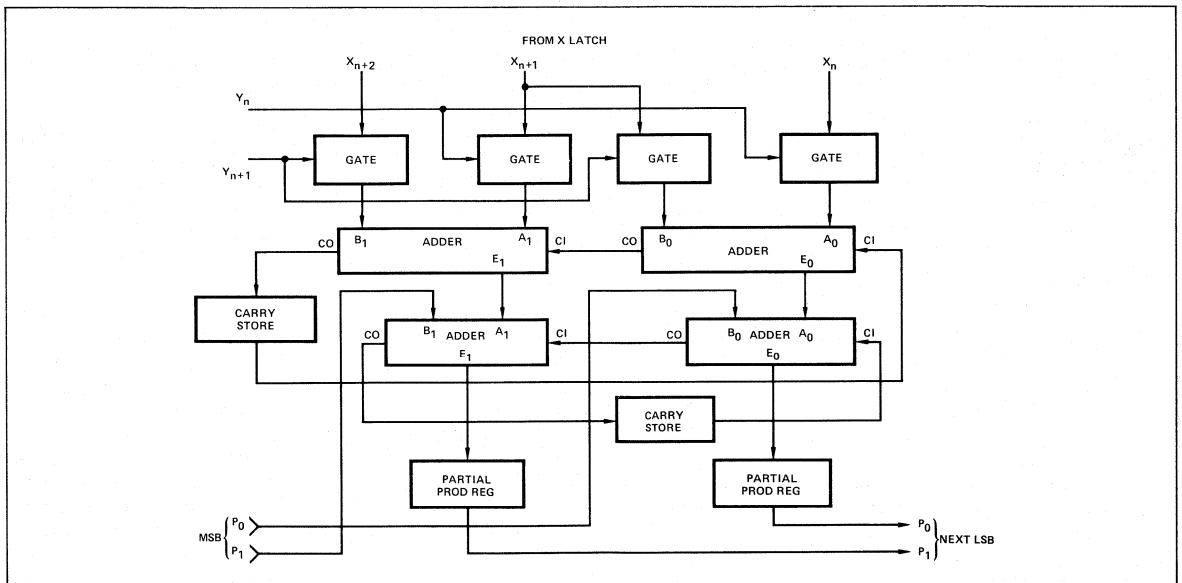 FROM X LATCH
Xn+2 Xn+1 Xn
Yn
GATE GATE GATE GATE
Yn+1
CO B1 ADDER A1 CI CO B0 ADDER A0 CI
E1 E0
CARRY
STORE
CO B1 ADDER A1 CI CO B0 ADDER A0 CI
E1 E0
CARRY
STORE
PARTIAL
PROD REG
PARTIAL
PROD REG
MSB P0 P0 NEXT LSB
P1 P1